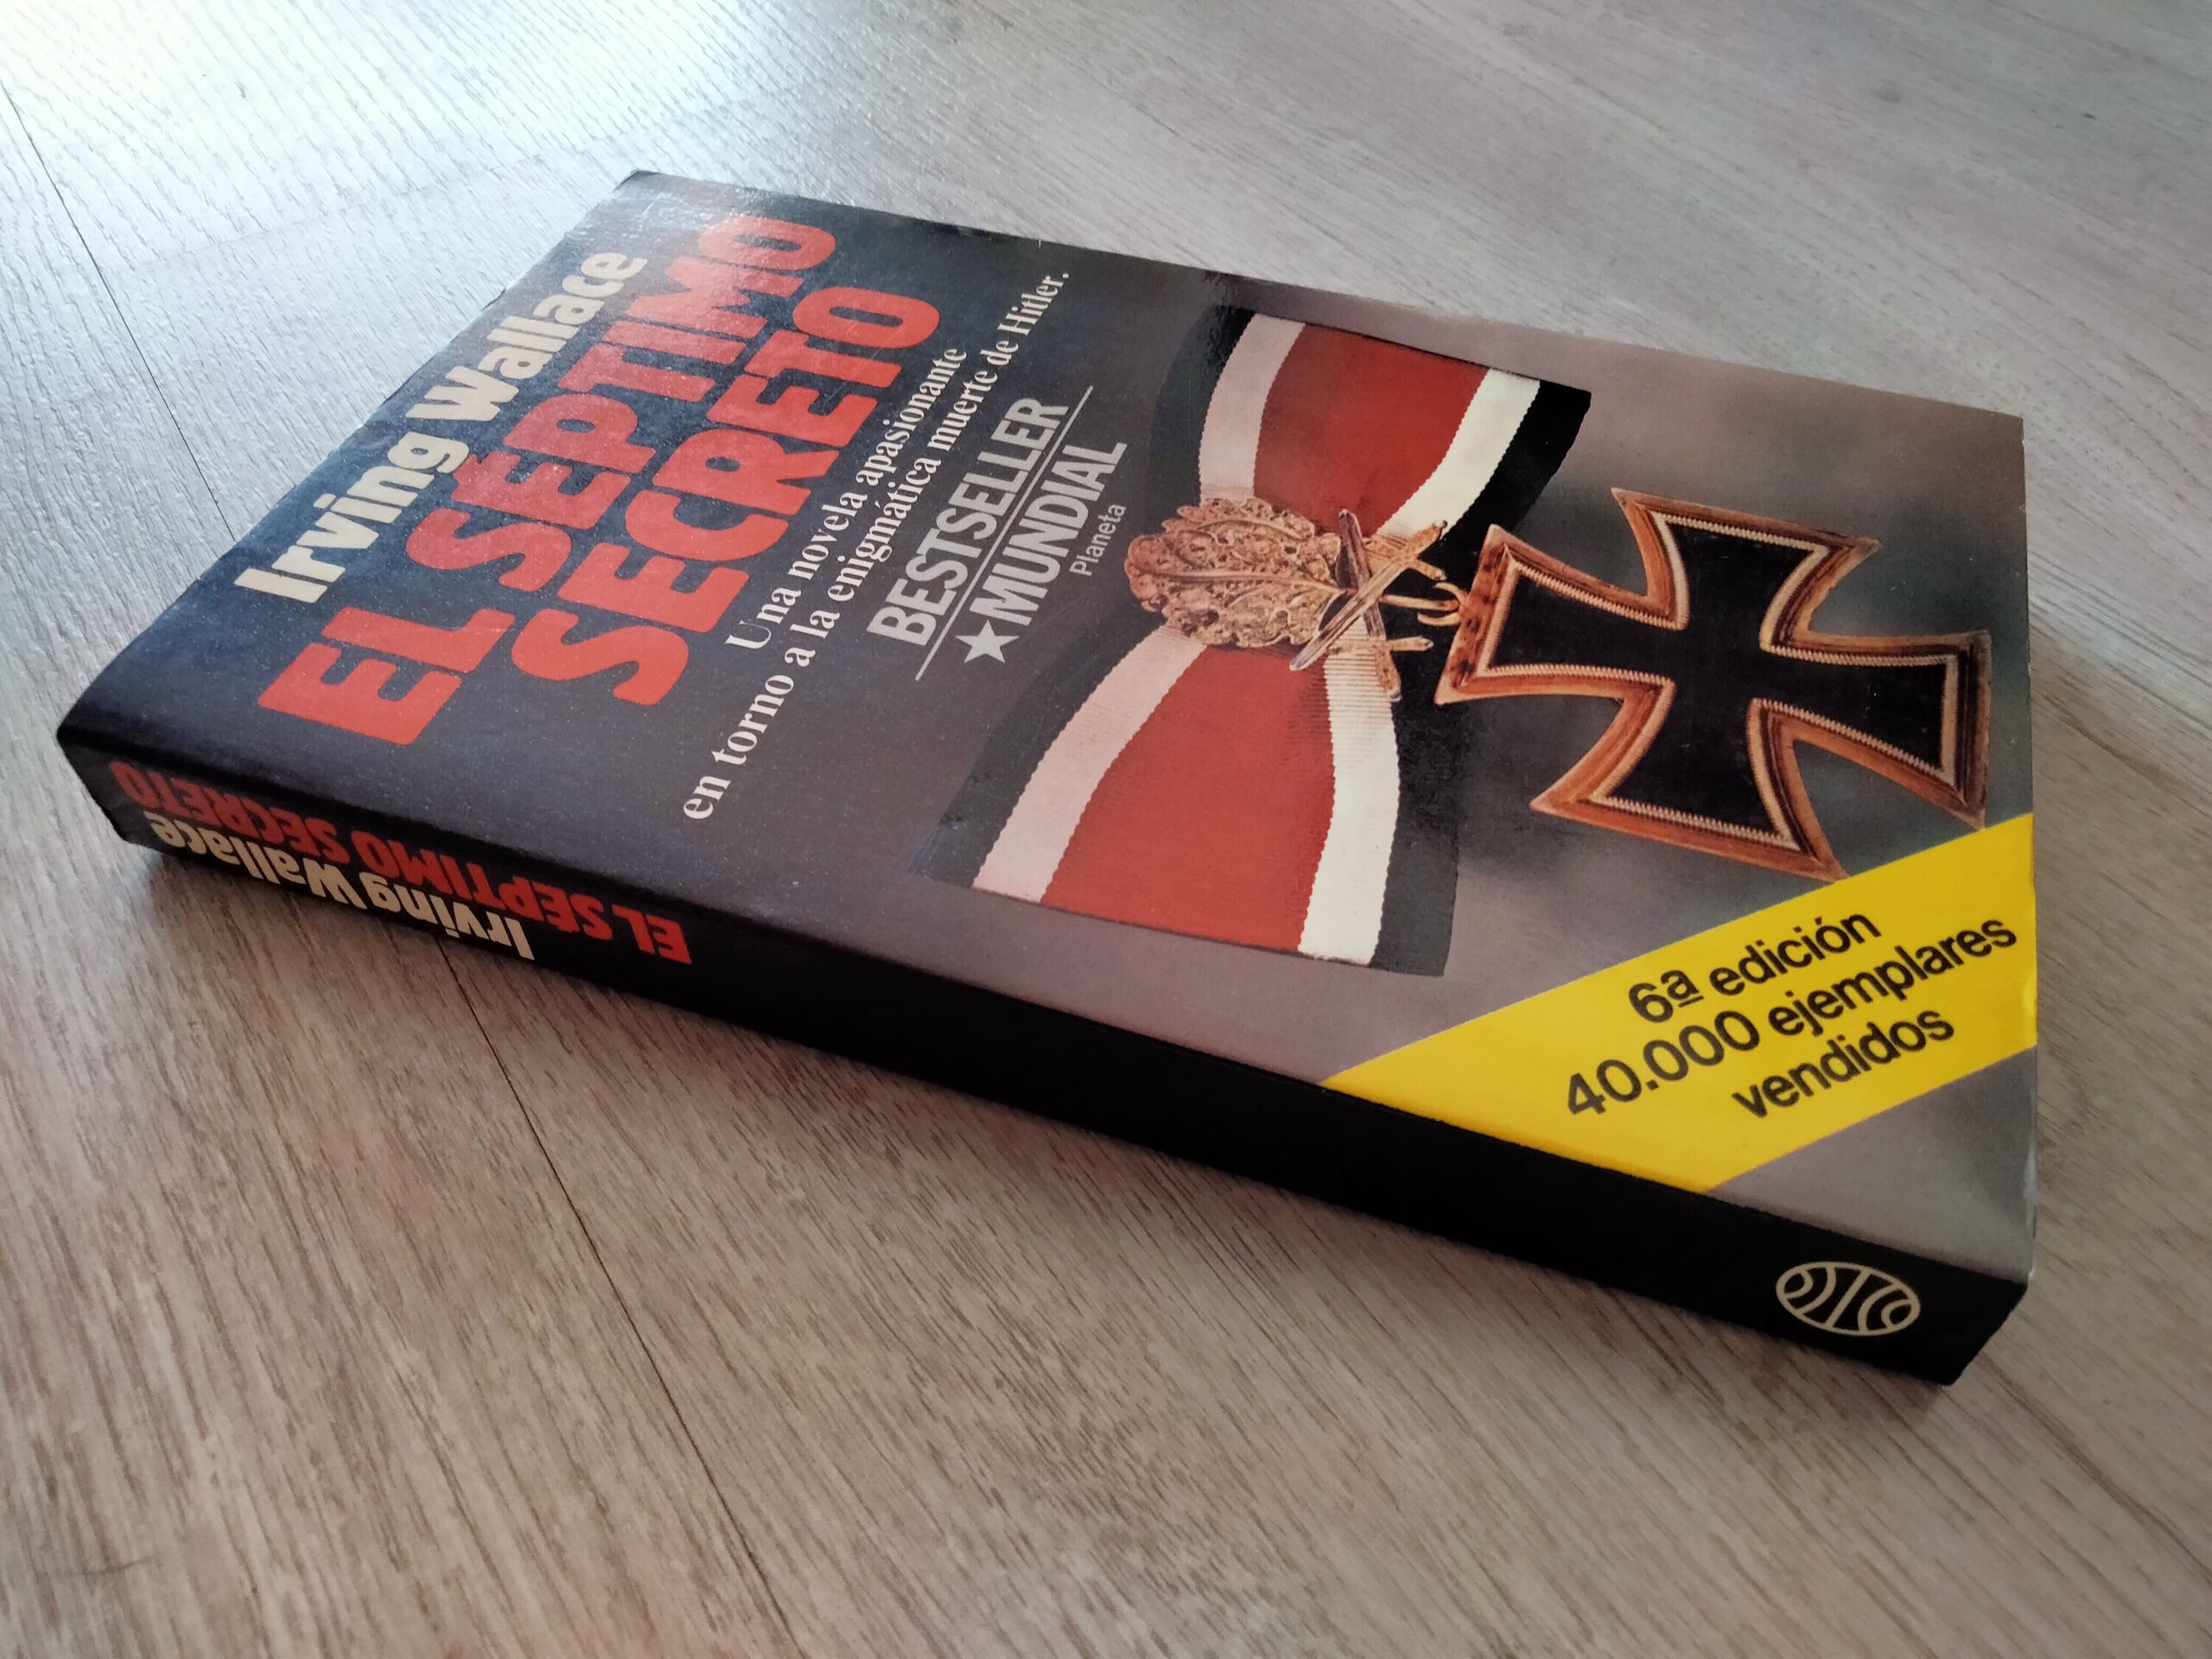 Irving Wallace
EL SÉPTIMO
SECRETO
Una novela apasionante
en torno a la enigmática muerte de Hitler.
BESTSELLER
★MUNDIAL
Planeta
6ª edición
40.000 ejemplares
vendidos
EL SÉPTIMO SECRETO
Irving Wallace